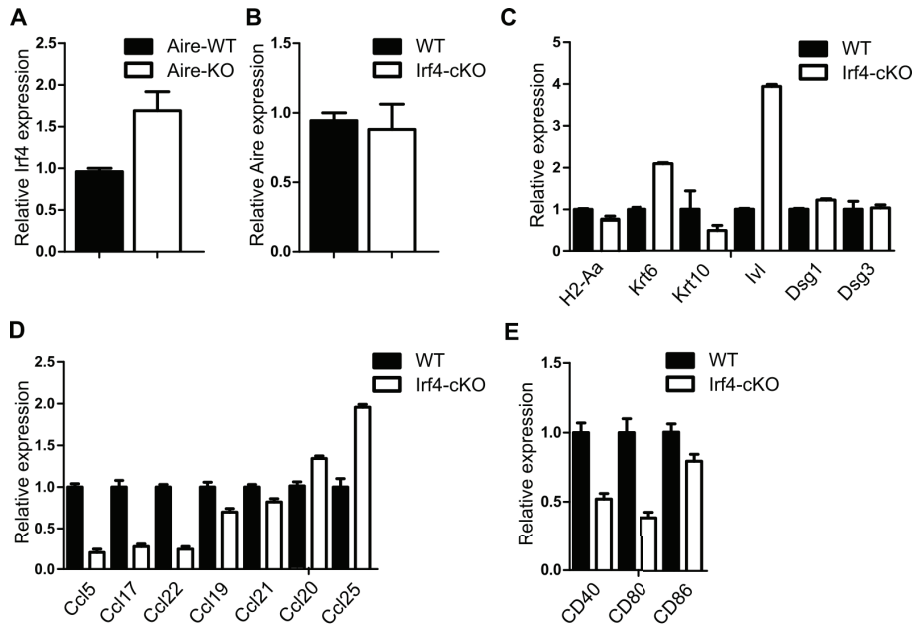 A
Relative Irf4 expression
2.5
2.0
1.5
1.0
0.5
0.0
Aire-WT
Aire-KO
B
Relative Aire expression
1.5
1.0
0.5
0.0
WT
Irf4-cKO
C
Relative expression
5
4
3
2
1
0
WT
Irf4-cKO
H2-Aa
Krt6
Krt10
Ivl
Dsg1
Dsg3
D
Relative expression
2.5
2.0
1.5
1.0
0.5
0.0
WT
Irf4-cKO
Ccl5
Ccl17
Ccl22
Ccl19
Ccl21
Ccl20
Ccl25
E
Relative expression
1.5
1.0
0.5
0.0
WT
Irf4-cKO
CD40
CD80
CD86